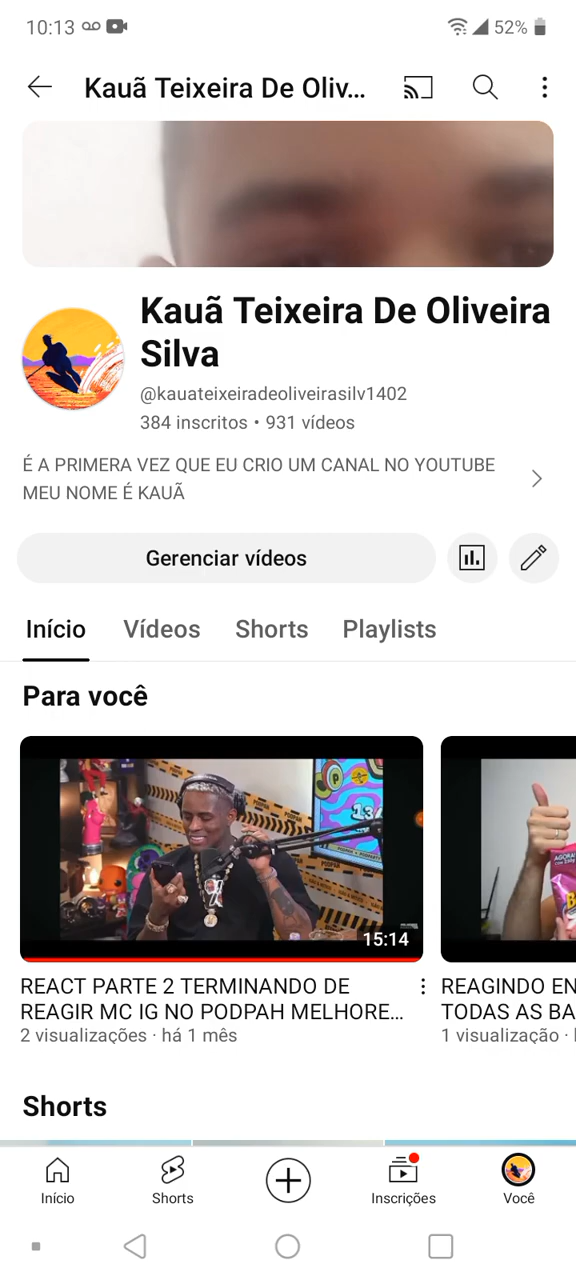 10:13
52%
Kauã Teixeira De Oliv...
Kauã Teixeira De Oliveira
Silva
@kauateixeiradeoliveirasilv1402
384 inscritos • 931 vídeos
É A PRIMERA VEZ QUE EU CRIO UM CANAL NO YOUTUBE
MEU NOME É KAUÃ
Gerenciar vídeos
Início Vídeos Shorts Playlists
Para você
15:14
AGORA
REACT PARTE 2 TERMINANDO DE
REAGIR MC IG NO PODPAH MELHORE...
2 visualizações · há 1 mês
REAGINDO EN
TODAS AS BA
1 visualização ·
Shorts
Início Shorts Inscrições Você